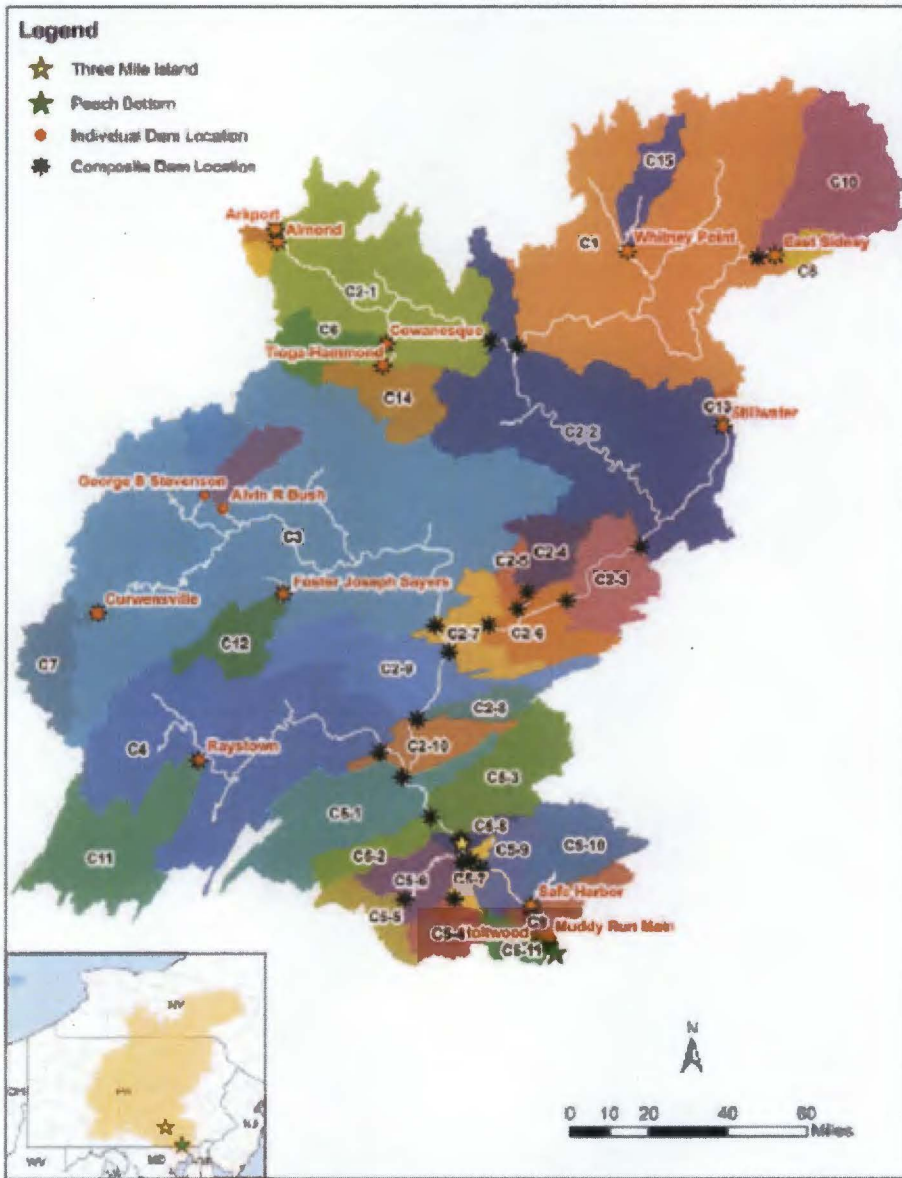 Legend
Three Mile Island
Peach Bottom
Individual Dam Location
Composite Dam Location
C15
C10
Arkport
Almond
C1
Whitney Point
East Sidney
C8
C2-1
C6
Cowanesque
Tioga-Hammond
C14
C13
Stillwater
C2-2
George B Stevenson
Alvin R Bush
C3
C2-4
C2-5
C2-3
Foster Joseph Sayers
Curwensville
C2-6
C2-7
C12
C7
C2-9
C2-8
C4
Raystown
C2-10
C5-3
C5-1
C5-8
C11
C5-2
C5-9
C5-10
C5-6
C5-7
Safe Harbor
C5-5
C9
C5-4
Holtwood
Muddy Run Main
C5-11
NY
PA
OH
NJ
WV
MD
N
0 10 20 40 60
Miles